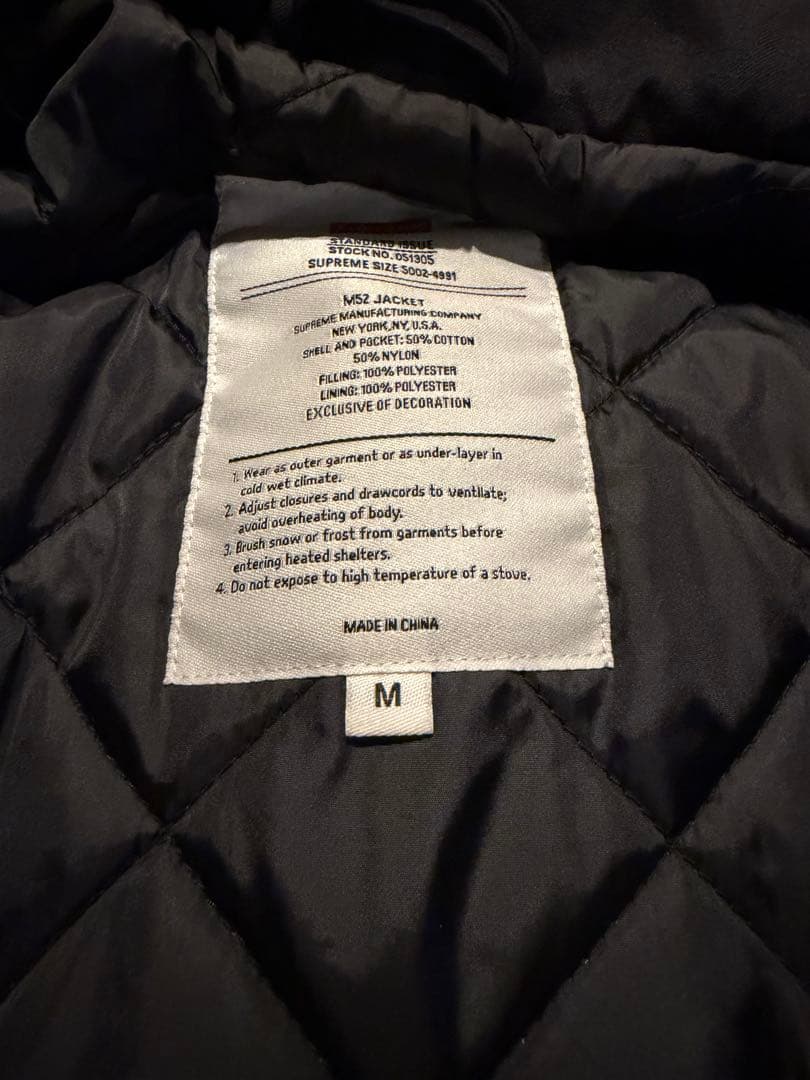 STANDARD ISSUE
STOCK NO. 051305
SUPREME SIZE 5002-4991
M52 JACKET
SUPREME MANUFACTURING COMPANY
NEW YORK, NY, U.S.A.
SHELL AND POCKET: 50% COTTON
50% NYLON
FILLING: 100% POLYESTER
LINING: 100% POLYESTER
EXCLUSIVE OF DECORATION
1. Wear as outer garment or as under-layer in
cold wet climate.
2. Adjust closures and drawcords to ventilate;
avoid overheating of body.
3. Brush snow or frost from garments before
entering heated shelters.
4. Do not expose to high temperature of a stove.
MADE IN CHINA
M